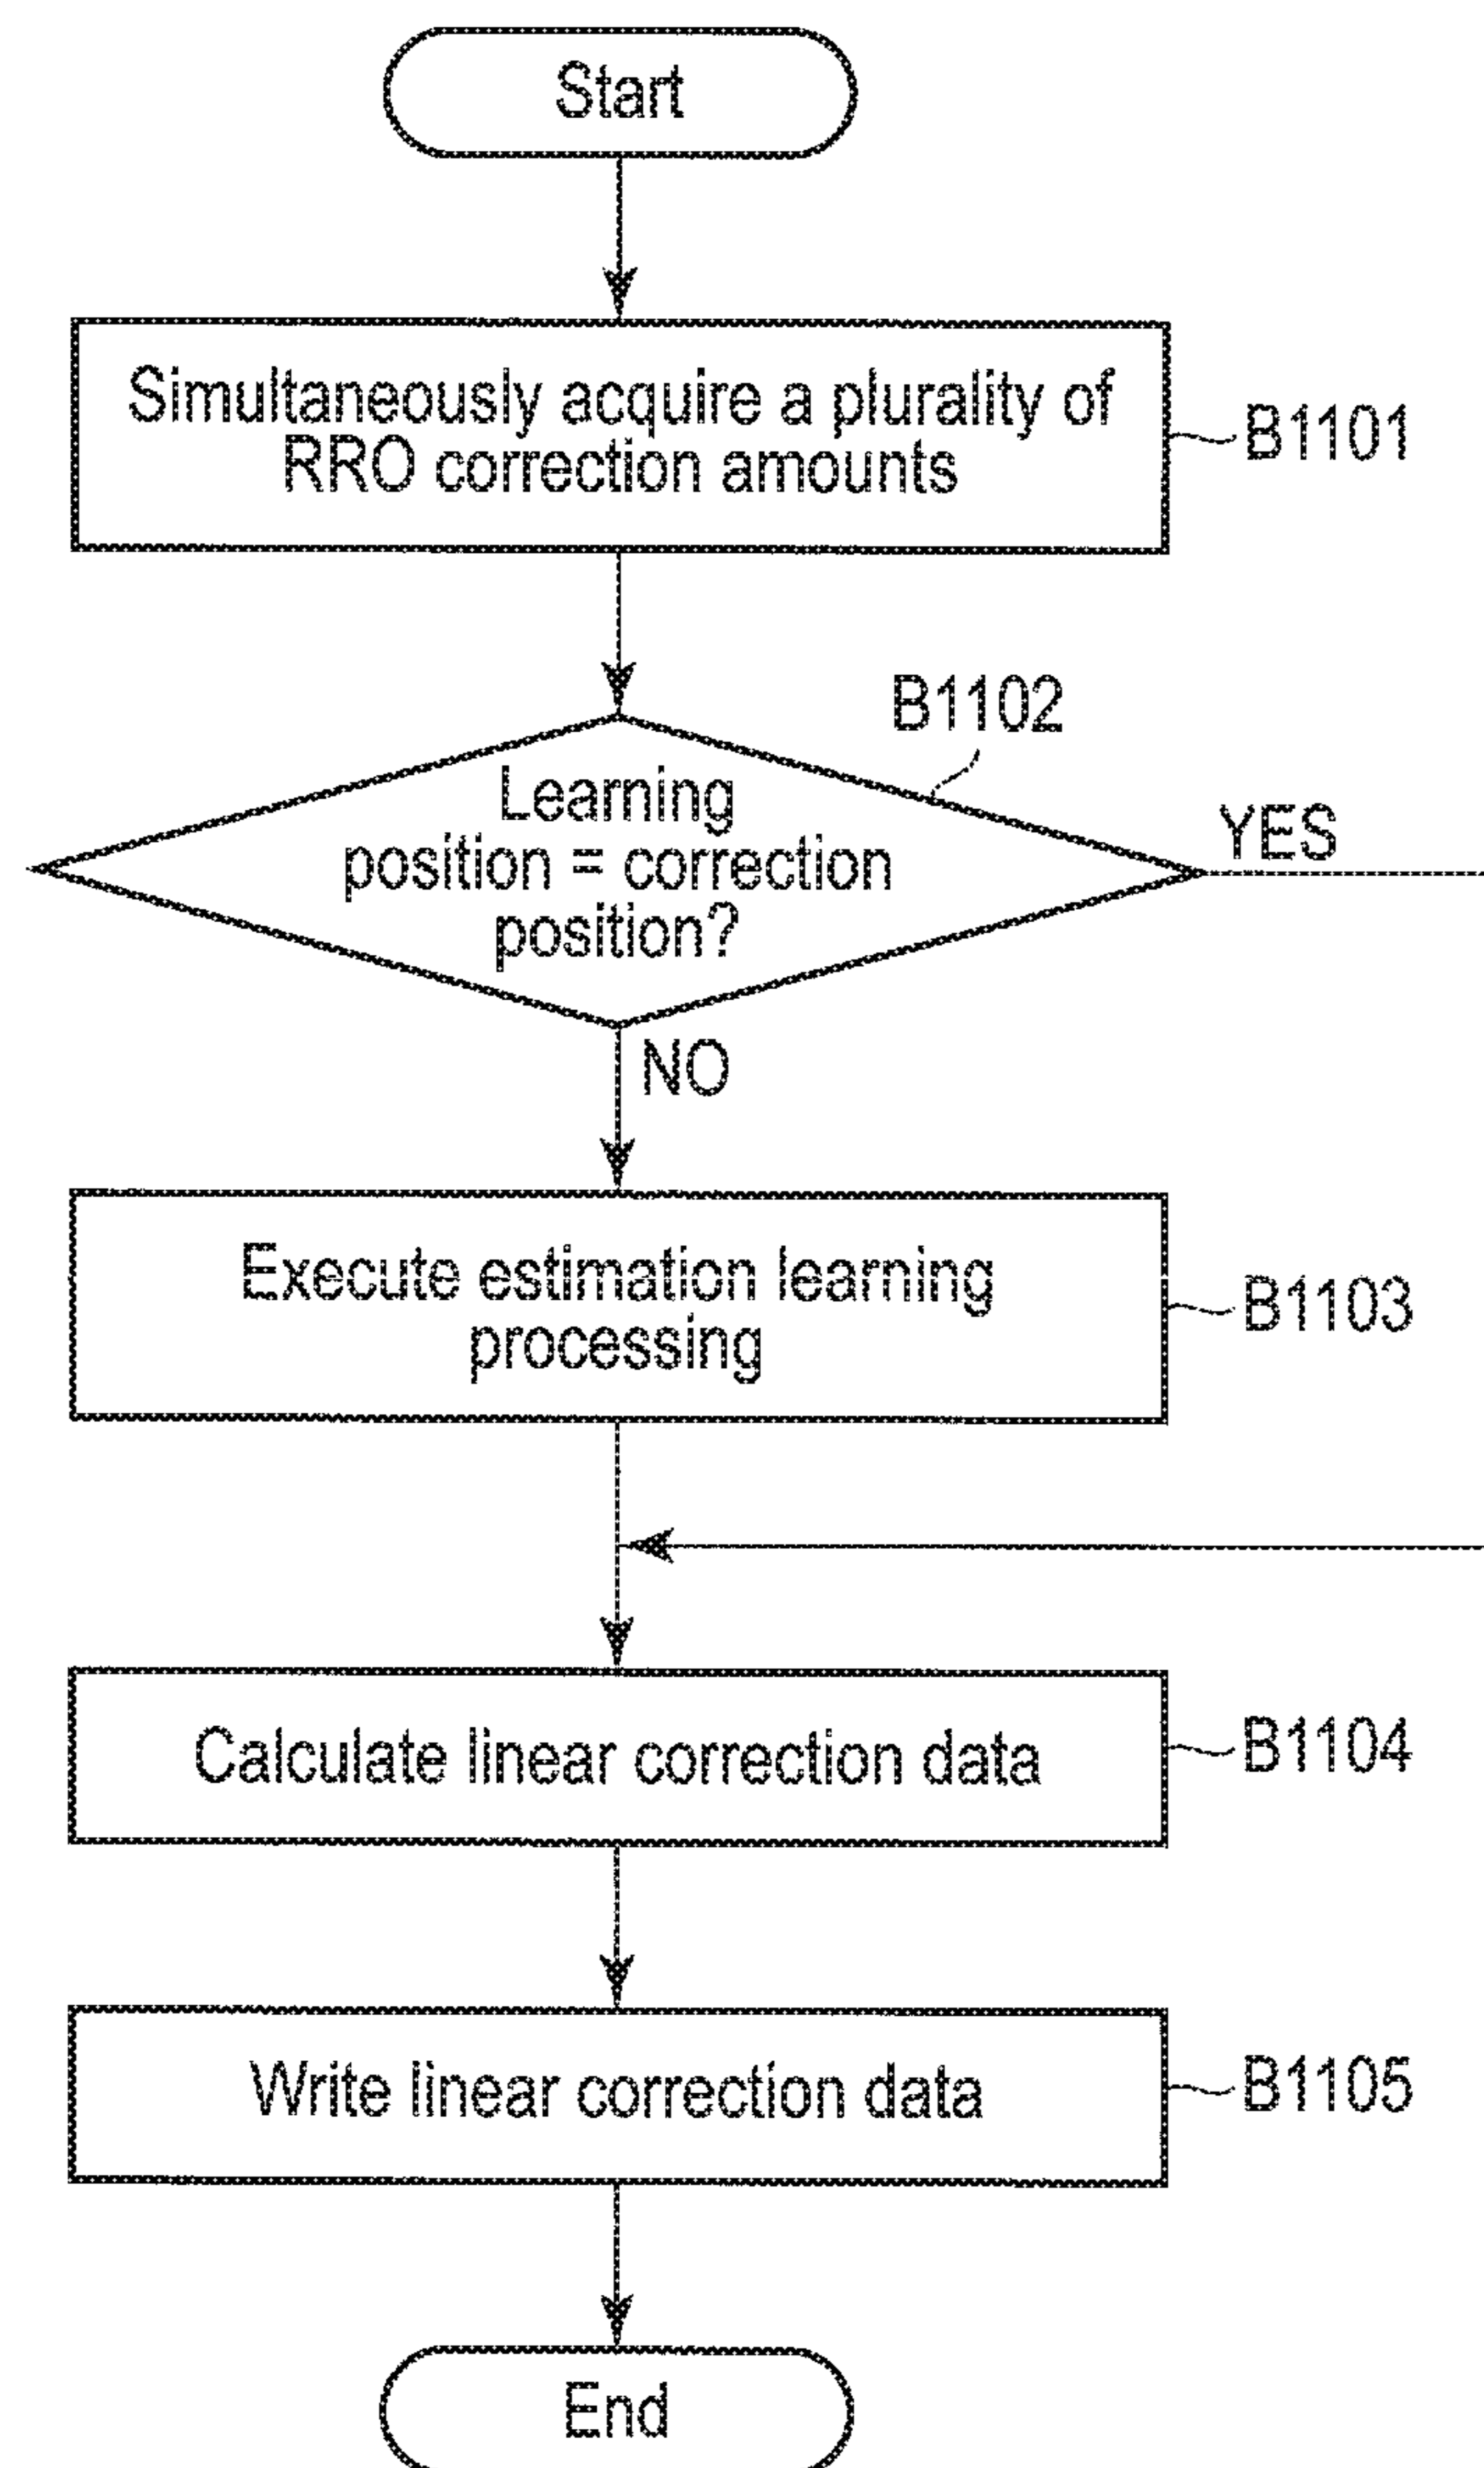 Start
Simultaneously acquire a plurality of
RRO correction amounts
B1101
B1102
Learning
position = correction
position?
YES
NO
Execute estimation learning
processing
B1103
Calculate linear correction data
B1104
Write linear correction data
B1105
End